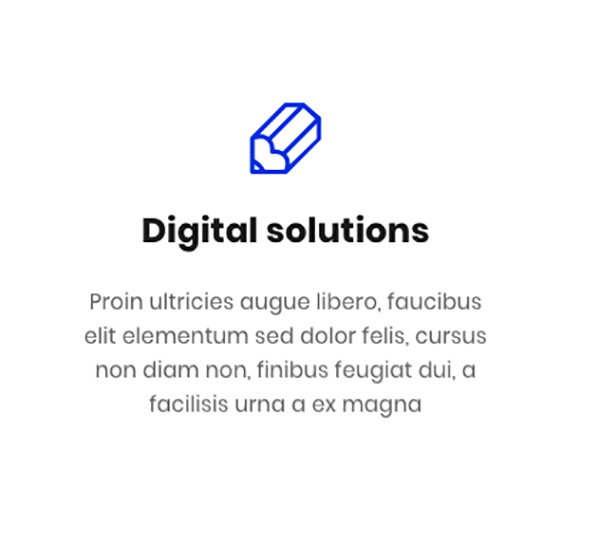 Digital solutions
Proin ultricies augue libero, faucibus
elit elementum sed dolor felis, cursus
non diam non, finibus feugiat dui, a
facilisis urna a ex magna